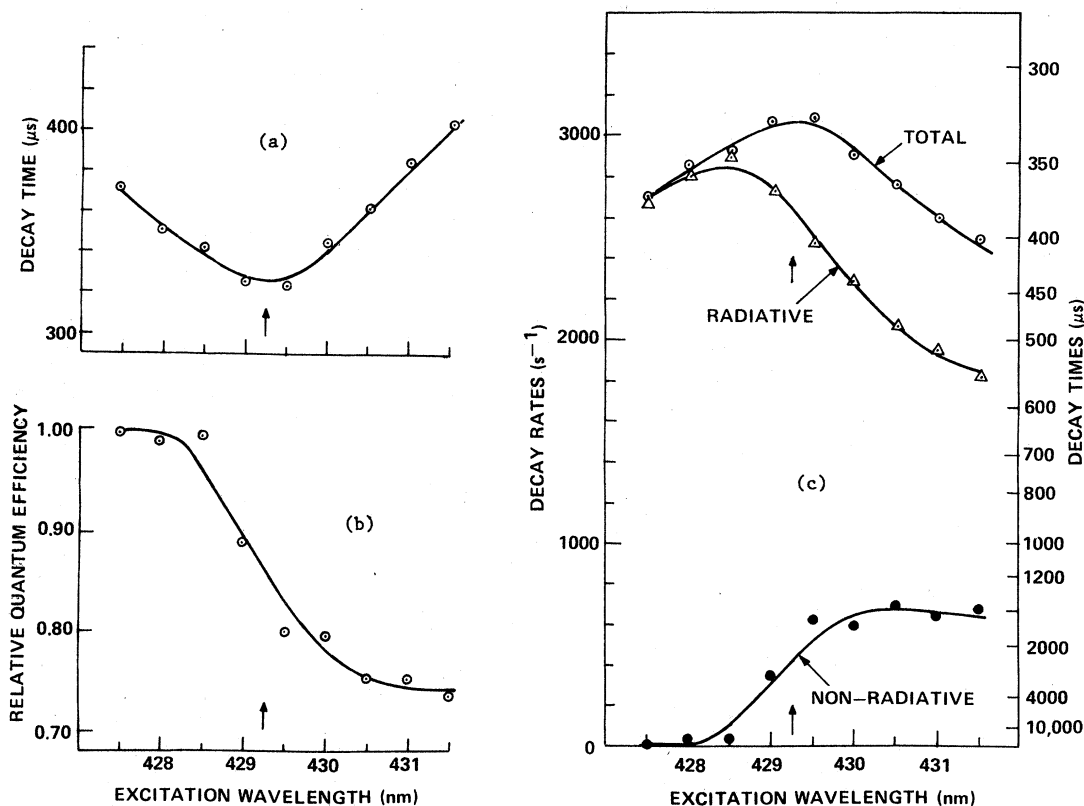 (a)
DECAY TIME (µs)
400
300
(b)
RELATIVE QUANTUM EFFICIENCY
1.00
0.90
0.80
0.70
428 429 430 431
EXCITATION WAVELENGTH (nm)
(c)
DECAY RATES (s⁻¹)
3000
2000
1000
0
TOTAL
RADIATIVE
NON–RADIATIVE
300
350
400
450
500
600
700
800
1000
1200
2000
4000
10,000
DECAY TIMES (µs)
428 429 430 431
EXCITATION WAVELENGTH (nm)